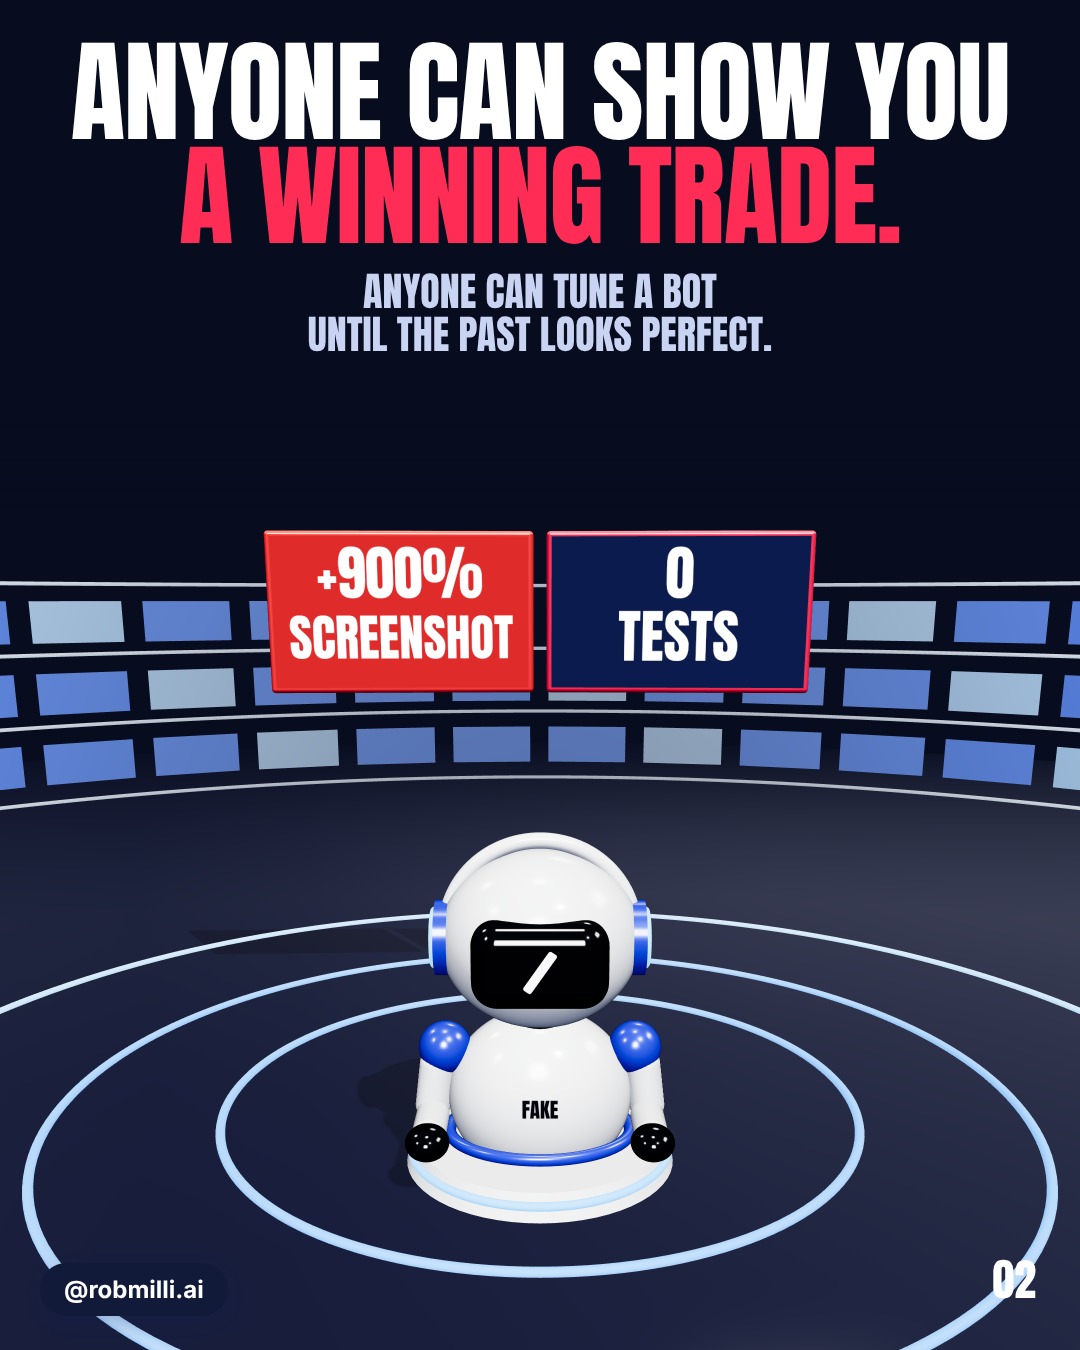 ANYONE CAN SHOW YOU
A WINNING TRADE.
ANYONE CAN TUNE A BOT
UNTIL THE PAST LOOKS PERFECT.
+900%
SCREENSHOT
0
TESTS
FAKE
@robmilli.ai
02